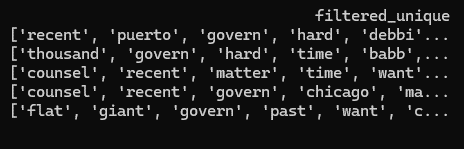 filtered_unique
['recent', 'puerto', 'govern', 'hard', 'debbi'...
['thousand', 'govern', 'hard', 'time', 'babb',...
['counsel', 'recent', 'matter', 'time', 'want'...
['counsel', 'recent', 'govern', 'chicago', 'ma...
['flat', 'giant', 'govern', 'past', 'want', 'c...